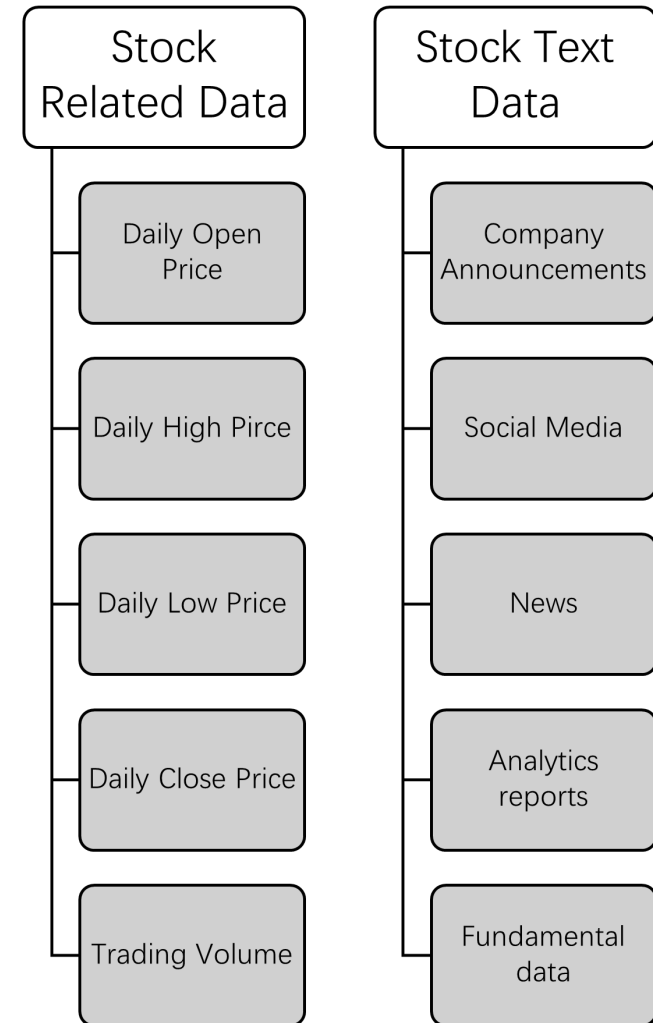 Stock
Related Data
Daily Open
Price
Daily High Pirce
Daily Low Price
Daily Close Price
Trading Volume
Stock Text
Data
Company
Announcements
Social Media
News
Analytics
reports
Fundamental
data